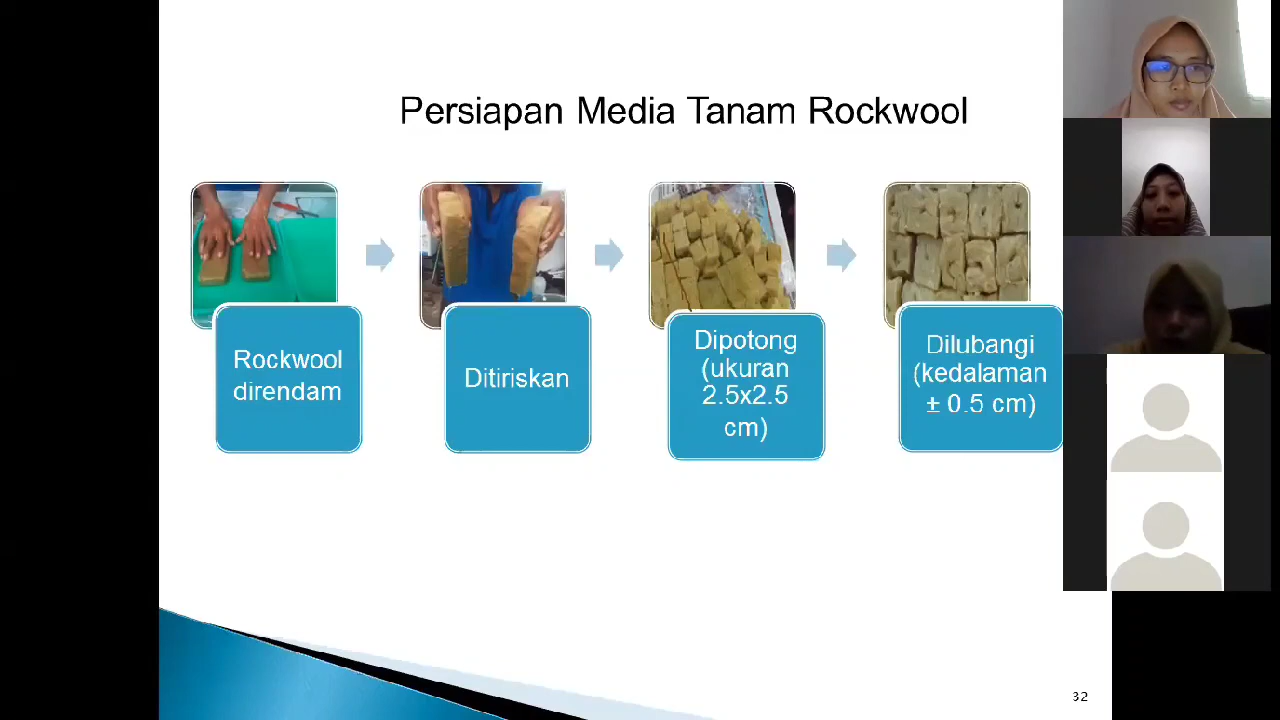 Persiapan Media Tanam Rockwool
Rockwool
direndam
Ditiriskan
Dipotong
(ukuran
2.5x2.5
cm)
Dilubangi
(kedalaman
± 0.5 cm)
32